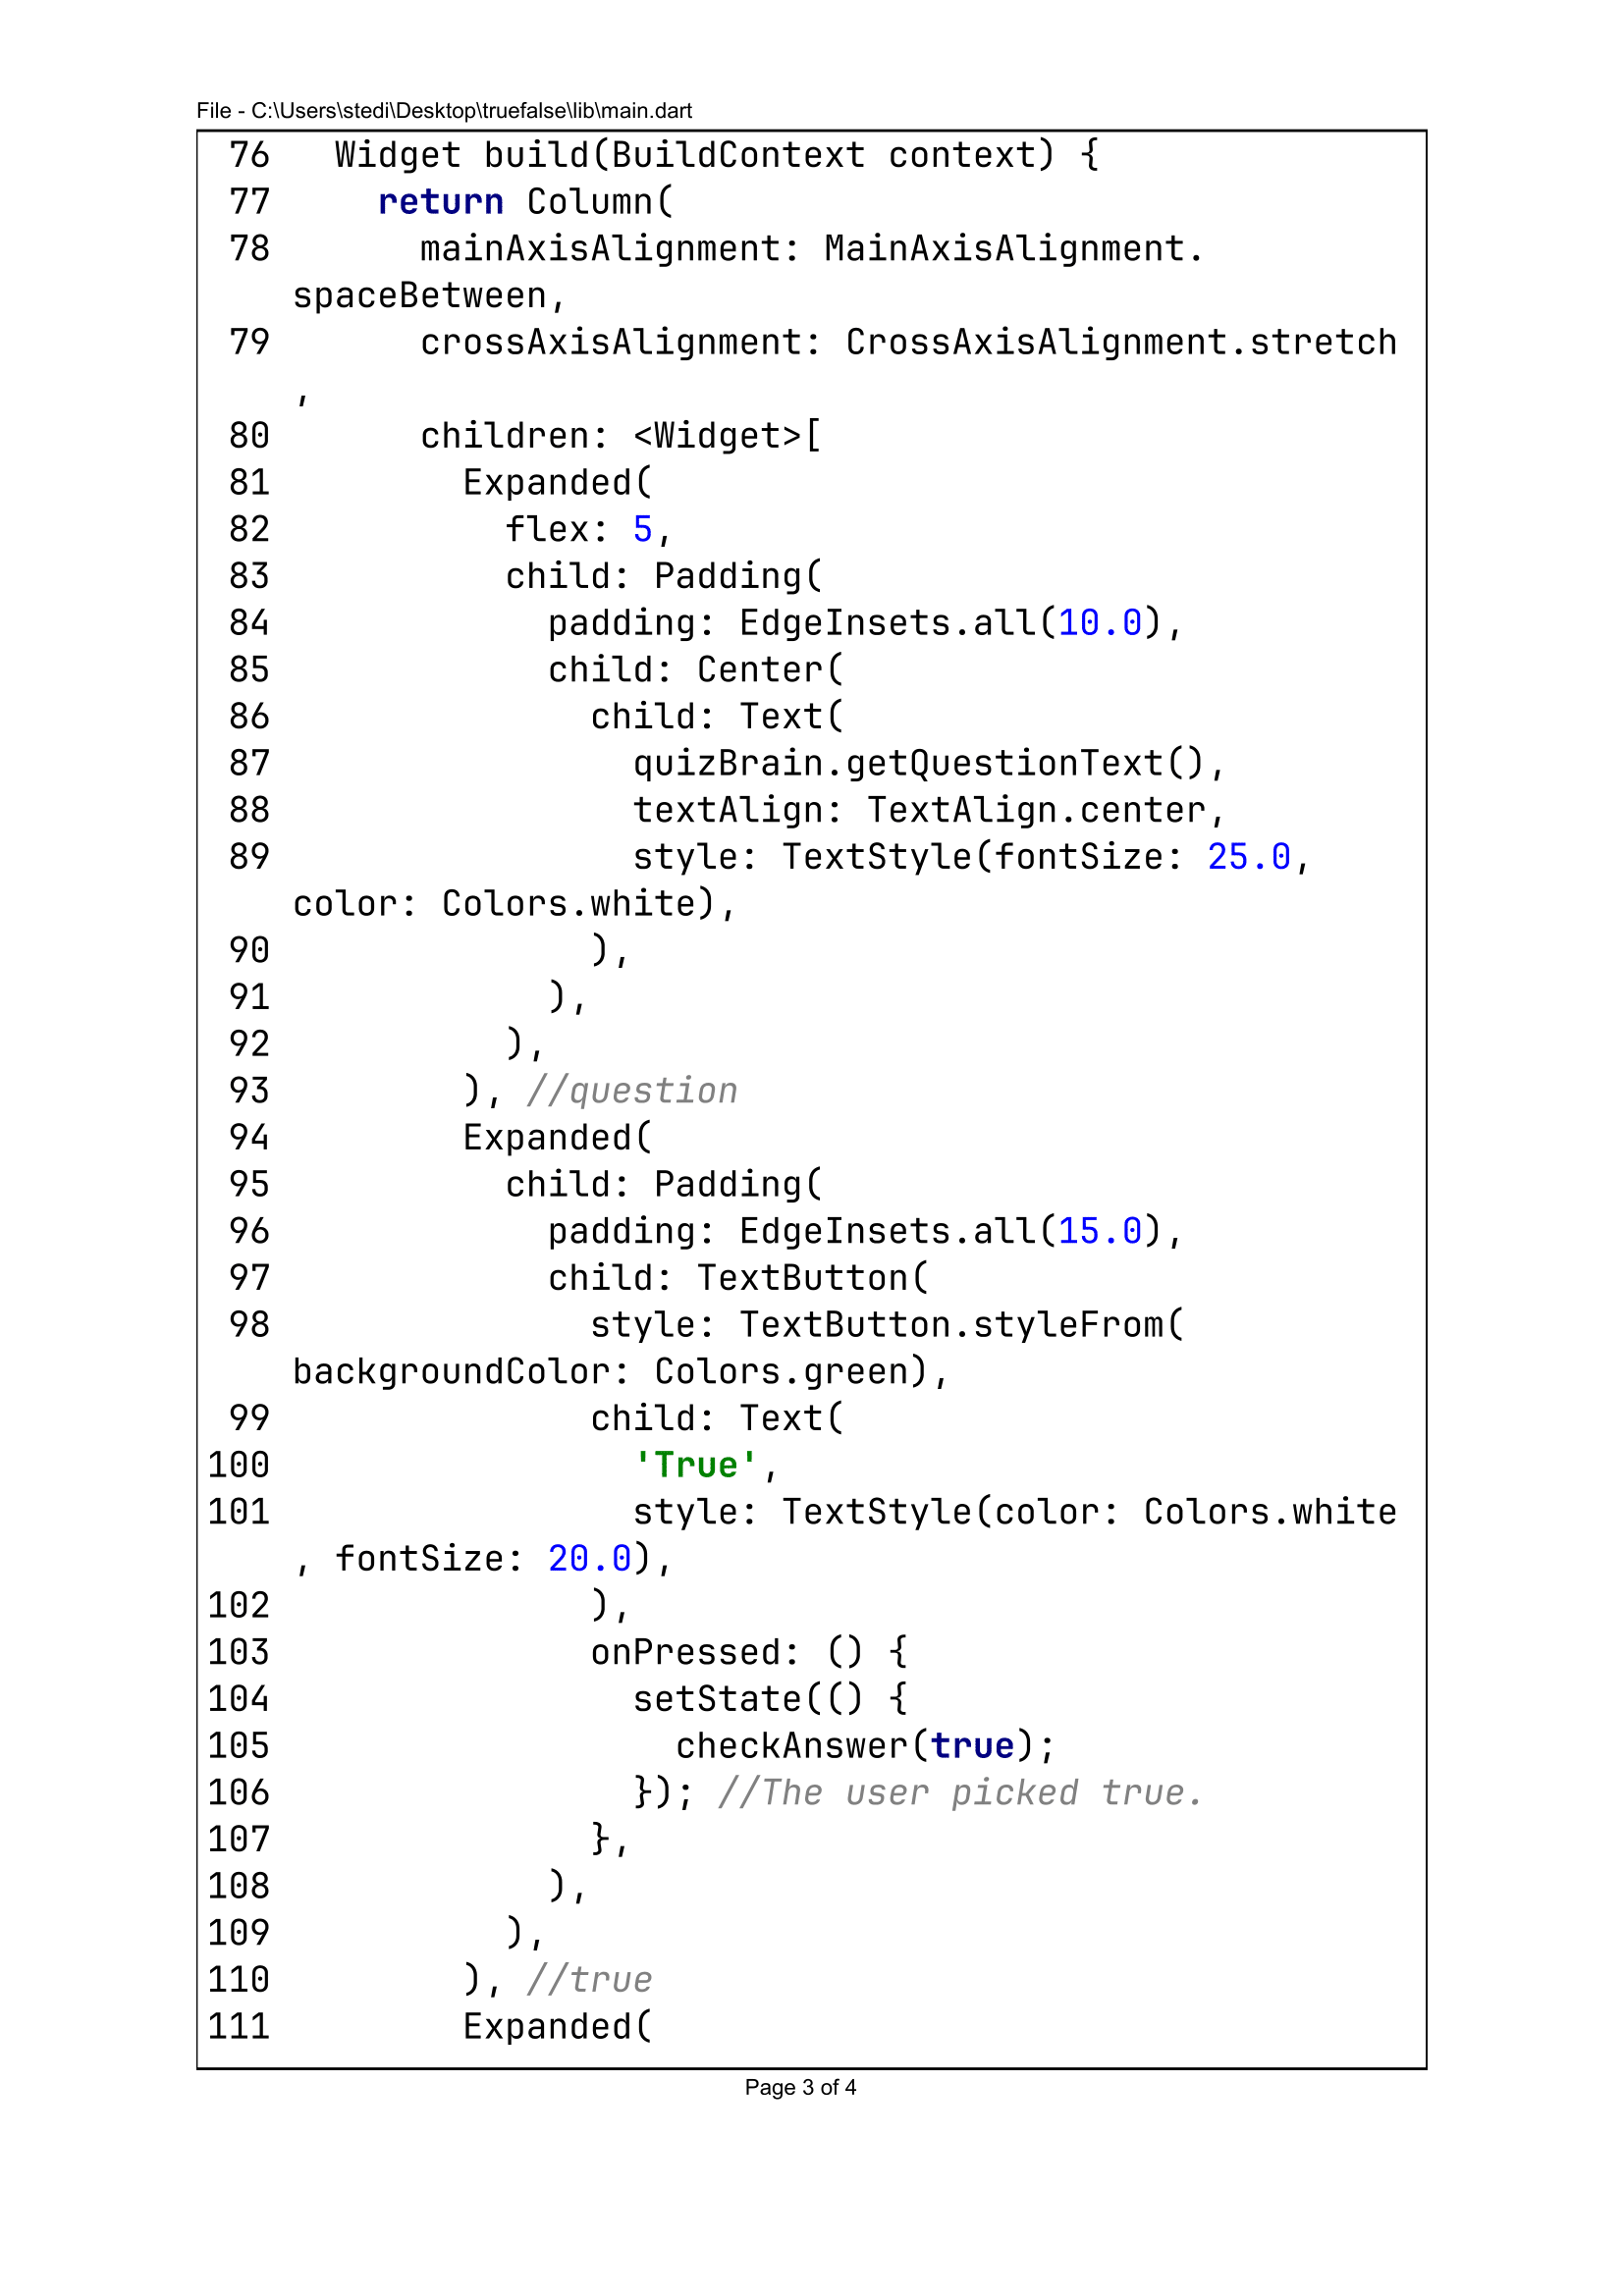 File - C:\Users\stedi\Desktop\truefalse\lib\main.dart
76   Widget build(BuildContext context) {
77     return Column(
78       mainAxisAlignment: MainAxisAlignment.
spaceBetween,
79       crossAxisAlignment: CrossAxisAlignment.stretch
,
80       children: <Widget>[
81         Expanded(
82           flex: 5,
83           child: Padding(
84             padding: EdgeInsets.all(10.0),
85             child: Center(
86               child: Text(
87                 quizBrain.getQuestionText(),
88                 textAlign: TextAlign.center,
89                 style: TextStyle(fontSize: 25.0,
color: Colors.white),
90               ),
91             ),
92           ),
93         ), //question
94         Expanded(
95           child: Padding(
96             padding: EdgeInsets.all(15.0),
97             child: TextButton(
98               style: TextButton.styleFrom(
backgroundColor: Colors.green),
99               child: Text(
100                 'True',
101                 style: TextStyle(color: Colors.white
, fontSize: 20.0),
102               ),
103               onPressed: () {
104                 setState(() {
105                   checkAnswer(true);
106                 }); //The user picked true.
107               },
108             ),
109           ),
110         ), //true
111         Expanded(
Page 3 of 4